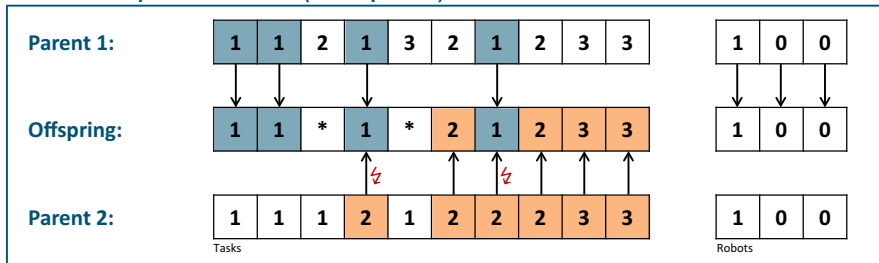 Parent 1: 1 1 2 1 3 2 1 2 3 3 1 0 0
Offspring: 1 1 * 1 * 2 1 2 3 3 1 0 0
Parent 2: 1 1 1 2 1 2 2 2 3 3 1 0 0
Tasks Robots